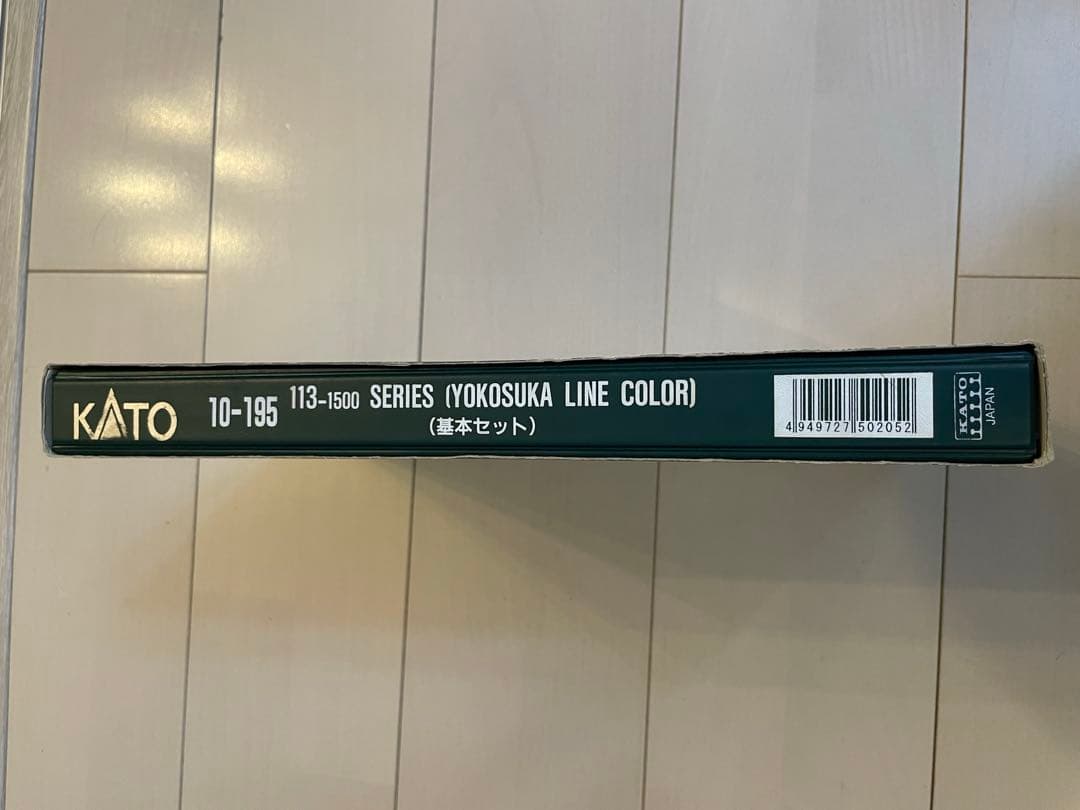 KATO
10-195
113-1500 SERIES (YOKOSUKA LINE COLOR)
(基本セット)
4 949727 502052
KATO
JAPAN